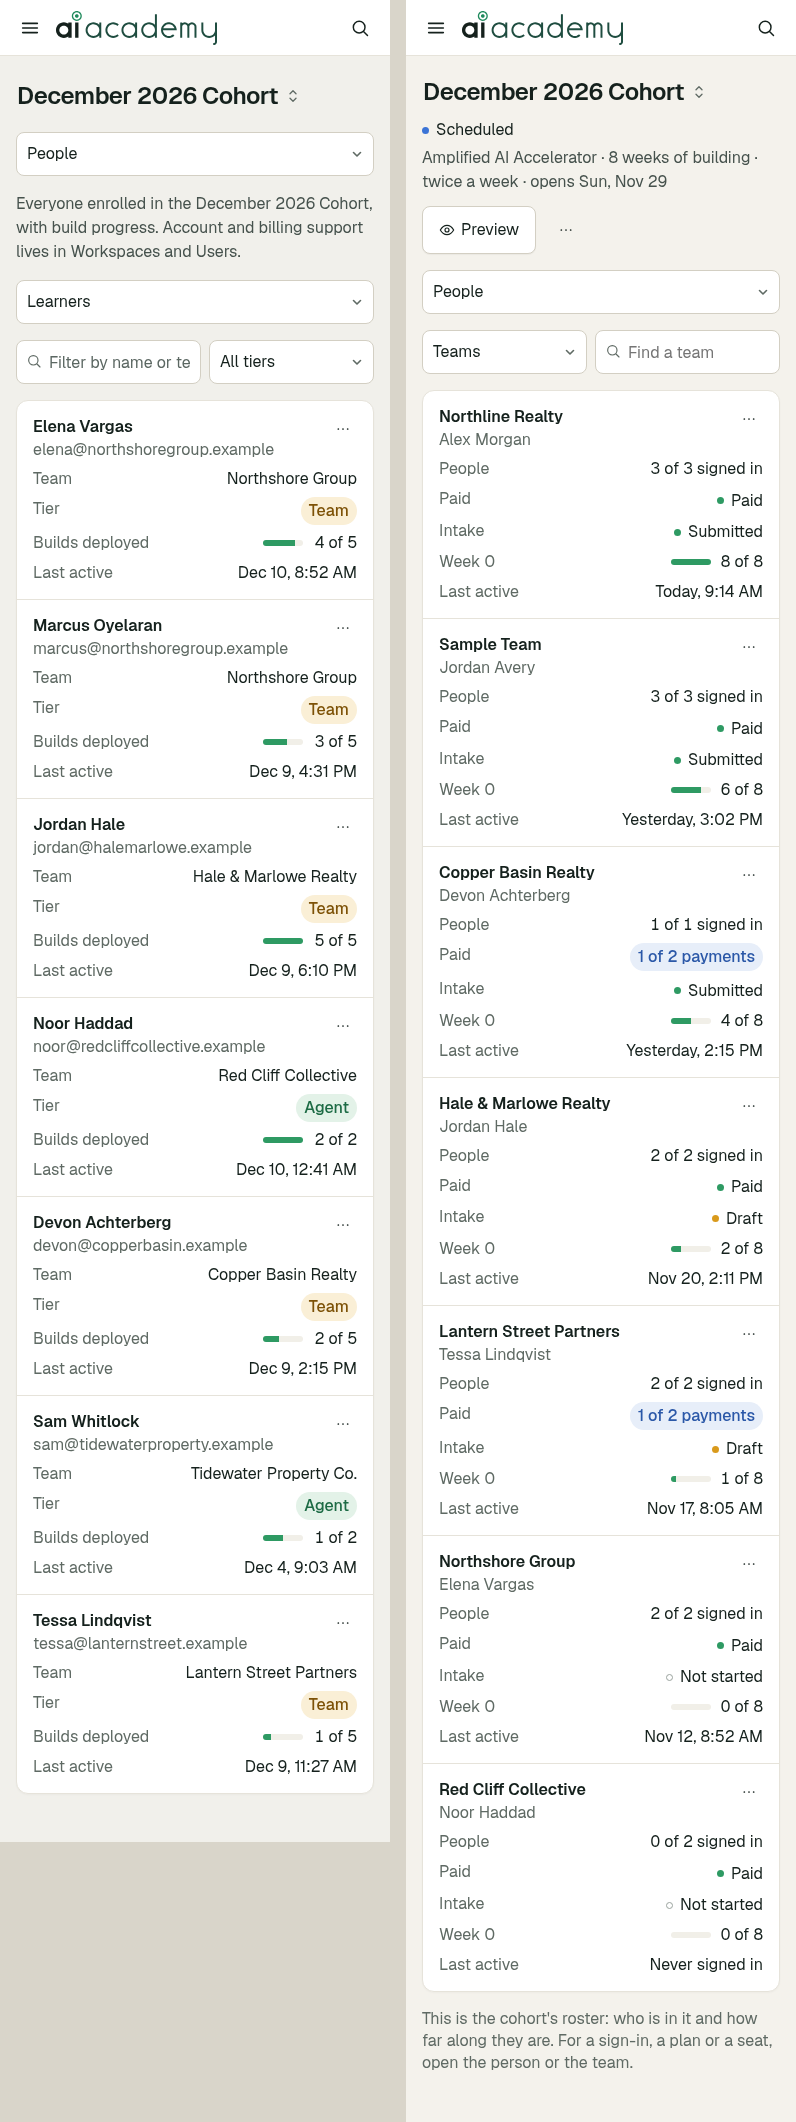 ai academy
December 2026 Cohort
People
Everyone enrolled in the December 2026 Cohort,
with build progress. Account and billing support
lives in Workspaces and Users.
Learners
Filter by name or te
All tiers
Elena Vargas
elena@northshoregroup.example
Team Northshore Group
Tier Team
Builds deployed 4 of 5
Last active Dec 10, 8:52 AM
Marcus Oyelaran
marcus@northshoregroup.example
Team Northshore Group
Tier Team
Builds deployed 3 of 5
Last active Dec 9, 4:31 PM
Jordan Hale
jordan@halemarlowe.example
Team Hale & Marlowe Realty
Tier Team
Builds deployed 5 of 5
Last active Dec 9, 6:10 PM
Noor Haddad
noor@redcliffcollective.example
Team Red Cliff Collective
Tier Agent
Builds deployed 2 of 2
Last active Dec 10, 12:41 AM
Devon Achterberg
devon@copperbasin.example
Team Copper Basin Realty
Tier Team
Builds deployed 2 of 5
Last active Dec 9, 2:15 PM
Sam Whitlock
sam@tidewaterproperty.example
Team Tidewater Property Co.
Tier Agent
Builds deployed 1 of 2
Last active Dec 4, 9:03 AM
Tessa Lindqvist
tessa@lanternstreet.example
Team Lantern Street Partners
Tier Team
Builds deployed 1 of 5
Last active Dec 9, 11:27 AM
ai academy
December 2026 Cohort
Scheduled
Amplified AI Accelerator · 8 weeks of building ·
twice a week · opens Sun, Nov 29
Preview
People
Teams
Find a team
Northline Realty
Alex Morgan
People 3 of 3 signed in
Paid Paid
Intake Submitted
Week 0 8 of 8
Last active Today, 9:14 AM
Sample Team
Jordan Avery
People 3 of 3 signed in
Paid Paid
Intake Submitted
Week 0 6 of 8
Last active Yesterday, 3:02 PM
Copper Basin Realty
Devon Achterberg
People 1 of 1 signed in
Paid 1 of 2 payments
Intake Submitted
Week 0 4 of 8
Last active Yesterday, 2:15 PM
Hale & Marlowe Realty
Jordan Hale
People 2 of 2 signed in
Paid Paid
Intake Draft
Week 0 2 of 8
Last active Nov 20, 2:11 PM
Lantern Street Partners
Tessa Lindqvist
People 2 of 2 signed in
Paid 1 of 2 payments
Intake Draft
Week 0 1 of 8
Last active Nov 17, 8:05 AM
Northshore Group
Elena Vargas
People 2 of 2 signed in
Paid Paid
Intake Not started
Week 0 0 of 8
Last active Nov 12, 8:52 AM
Red Cliff Collective
Noor Haddad
People 0 of 2 signed in
Paid Paid
Intake Not started
Week 0 0 of 8
Last active Never signed in
This is the cohort's roster: who is in it and how
far along they are. For a sign-in, a plan or a seat,
open the person or the team.